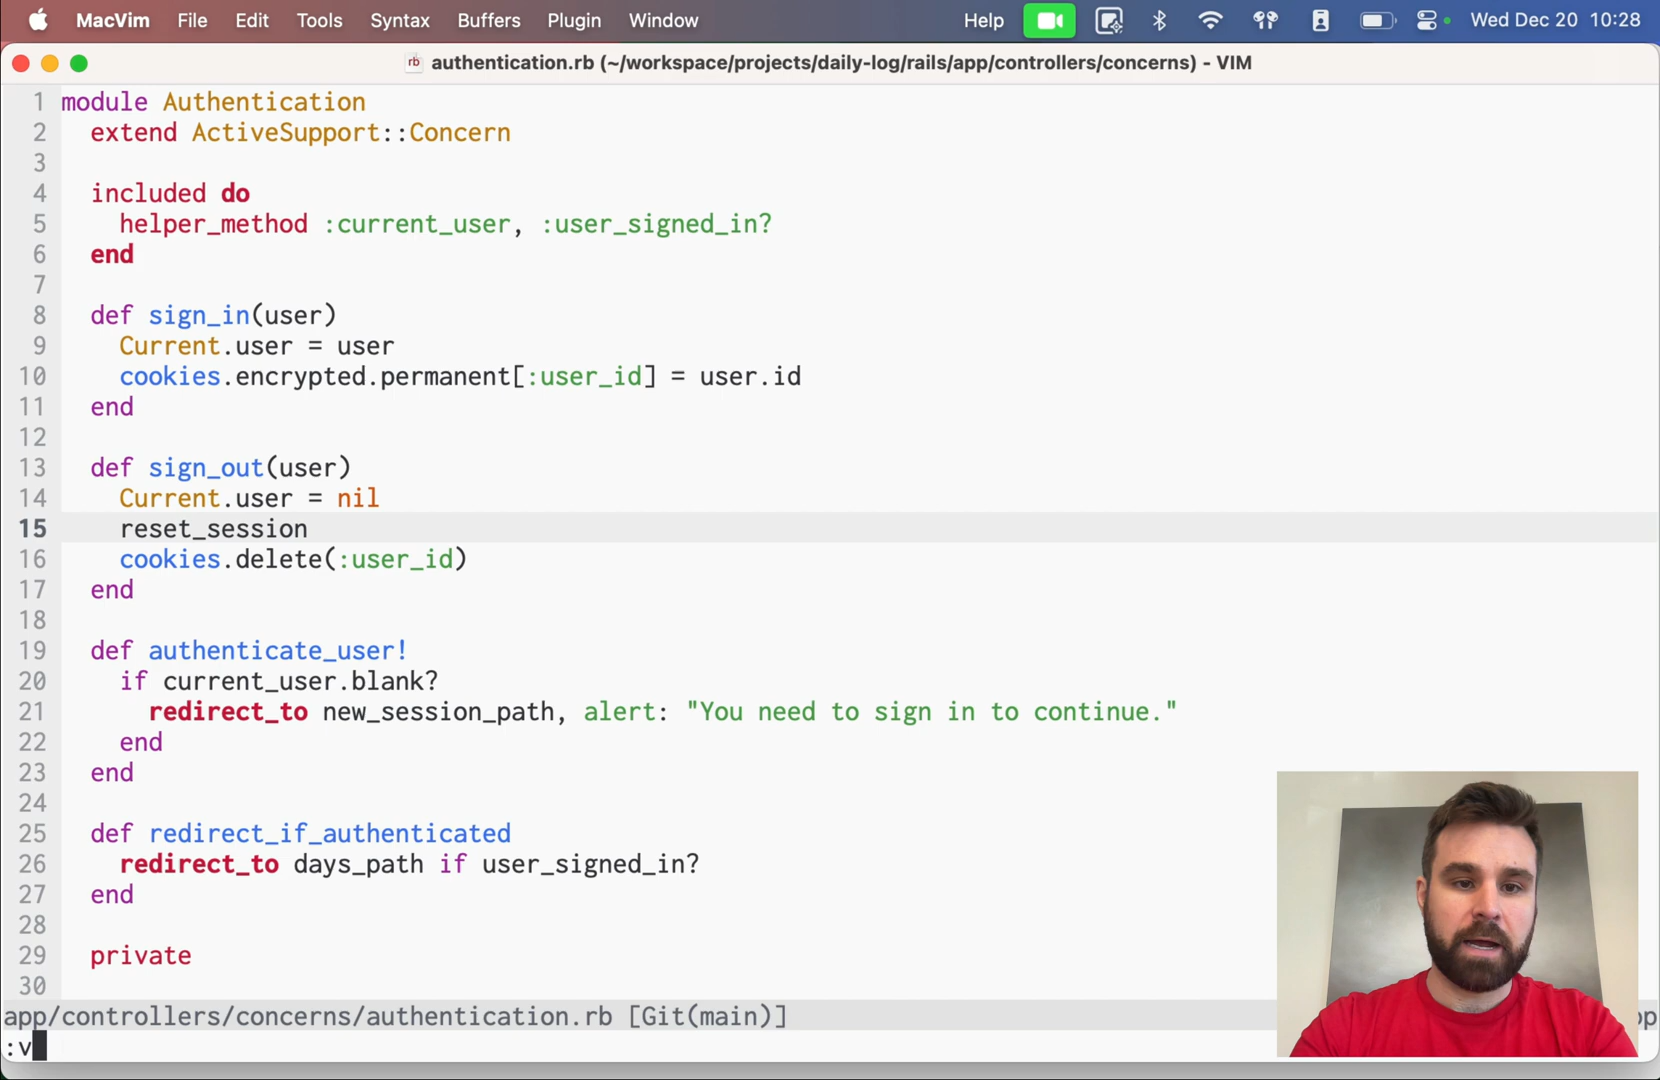 MacVim File Edit Tools Syntax Buffers Plugin Window Help Wed Dec 20 10:28
rb authentication.rb (~/workspace/projects/daily-log/rails/app/controllers/concerns) - VIM
1 module Authentication
2 extend ActiveSupport::Concern
3
4 included do
5 helper_method :current_user, :user_signed_in?
6 end
7
8 def sign_in(user)
9 Current.user = user
10 cookies.encrypted.permanent[:user_id] = user.id
11 end
12
13 def sign_out(user)
14 Current.user = nil
15 reset_session
16 cookies.delete(:user_id)
17 end
18
19 def authenticate_user!
20 if current_user.blank?
21 redirect_to new_session_path, alert: "You need to sign in to continue."
22 end
23 end
24
25 def redirect_if_authenticated
26 redirect_to days_path if user_signed_in?
27 end
28
29 private
30
app/controllers/concerns/authentication.rb [Git(main)]
:v